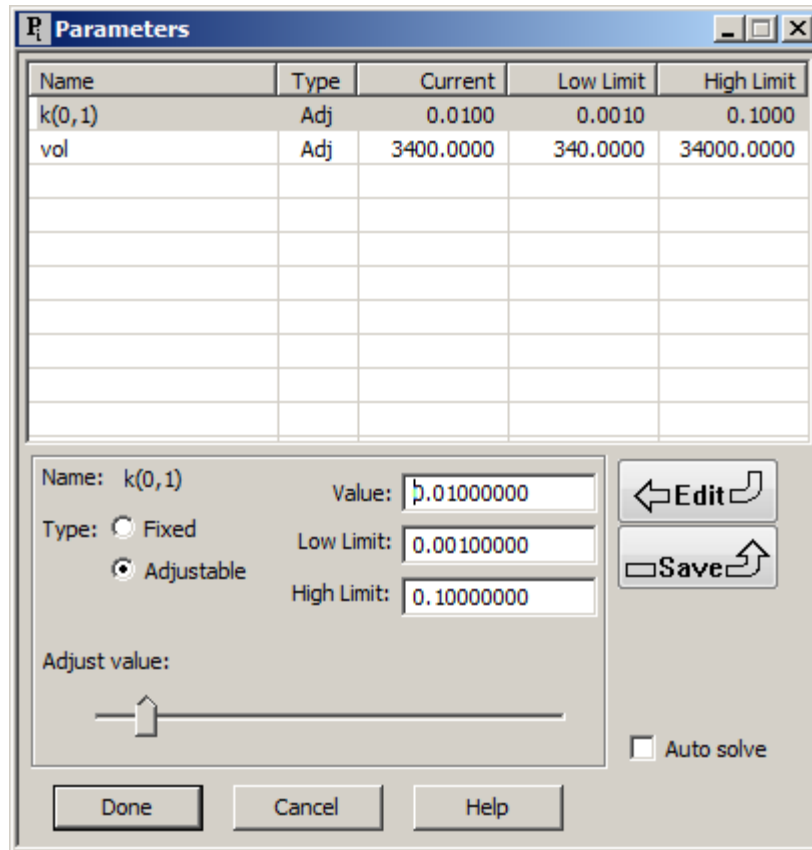 Parameters
Name Type Current Low Limit High Limit
k(0,1) Adj 0.0100 0.0010 0.1000
vol Adj 3400.0000 340.0000 34000.0000
Name: k(0,1)
Value: 0.01000000
Edit
Type: Fixed
Low Limit: 0.00100000
Adjustable
Save
High Limit: 0.10000000
Adjust value:
Auto solve
Done Cancel Help